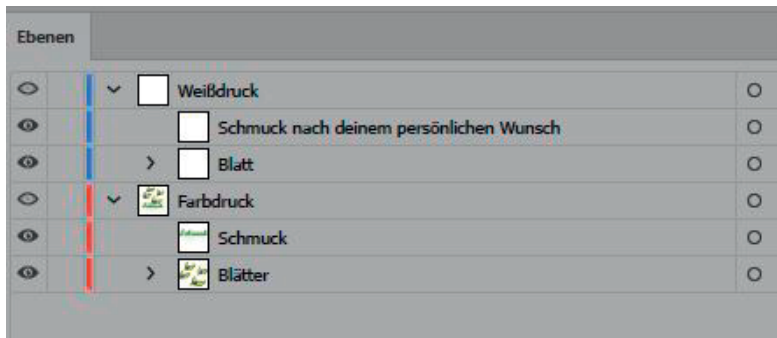 Ebenen
Weißdruck
Schmuck nach deinem persönlichen Wunsch
Blatt
Farbdruck
Schmuck
Blätter